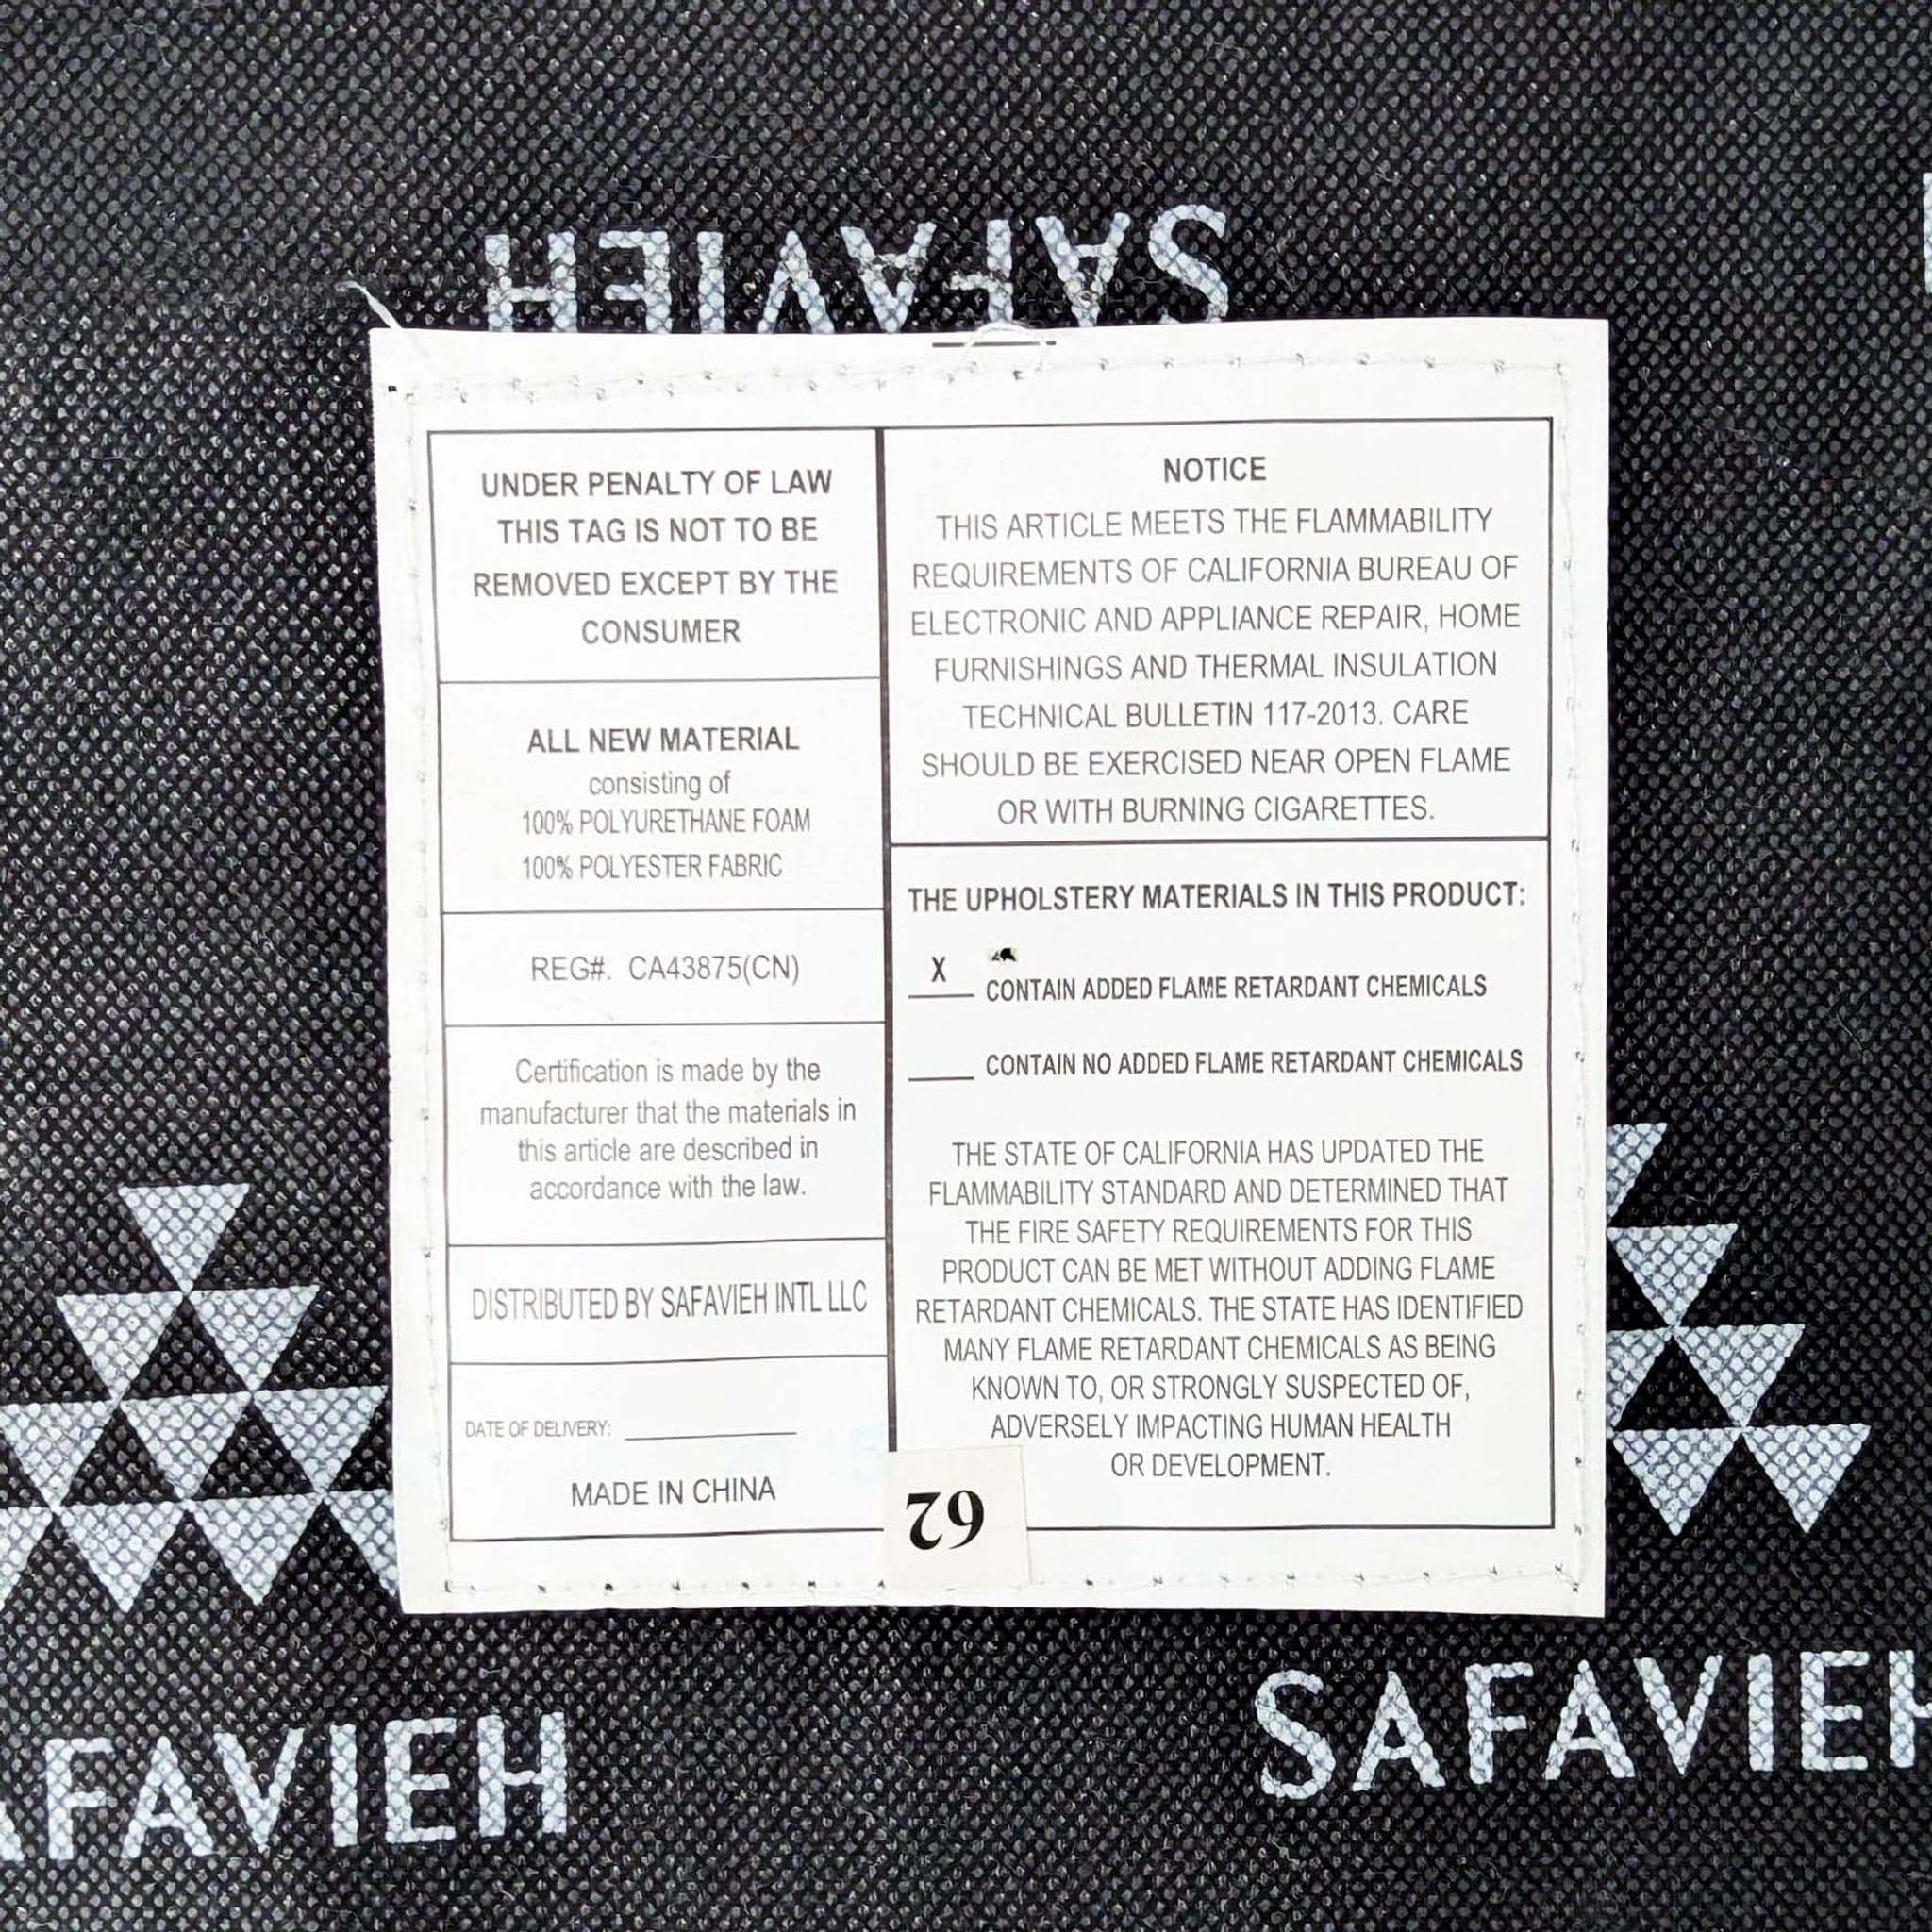 SAFAVIEH
UNDER PENALTY OF LAW
THIS TAG IS NOT TO BE
REMOVED EXCEPT BY THE
CONSUMER
ALL NEW MATERIAL
consisting of
100% POLYURETHANE FOAM
100% POLYESTER FABRIC
REG#. CA43875(CN)
Certification is made by the
manufacturer that the materials in
this article are described in
accordance with the law.
DISTRIBUTED BY SAFAVIEH INTL LLC
DATE OF DELIVERY: ________
MADE IN CHINA
NOTICE
THIS ARTICLE MEETS THE FLAMMABILITY
REQUIREMENTS OF CALIFORNIA BUREAU OF
ELECTRONIC AND APPLIANCE REPAIR, HOME
FURNISHINGS AND THERMAL INSULATION
TECHNICAL BULLETIN 117-2013. CARE
SHOULD BE EXERCISED NEAR OPEN FLAME
OR WITH BURNING CIGARETTES.
THE UPHOLSTERY MATERIALS IN THIS PRODUCT:
X CONTAIN ADDED FLAME RETARDANT CHEMICALS
____ CONTAIN NO ADDED FLAME RETARDANT CHEMICALS
THE STATE OF CALIFORNIA HAS UPDATED THE
FLAMMABILITY STANDARD AND DETERMINED THAT
THE FIRE SAFETY REQUIREMENTS FOR THIS
PRODUCT CAN BE MET WITHOUT ADDING FLAME
RETARDANT CHEMICALS. THE STATE HAS IDENTIFIED
MANY FLAME RETARDANT CHEMICALS AS BEING
KNOWN TO, OR STRONGLY SUSPECTED OF,
ADVERSELY IMPACTING HUMAN HEALTH
OR DEVELOPMENT.
62
AFAVIEH
SAFAVIEH